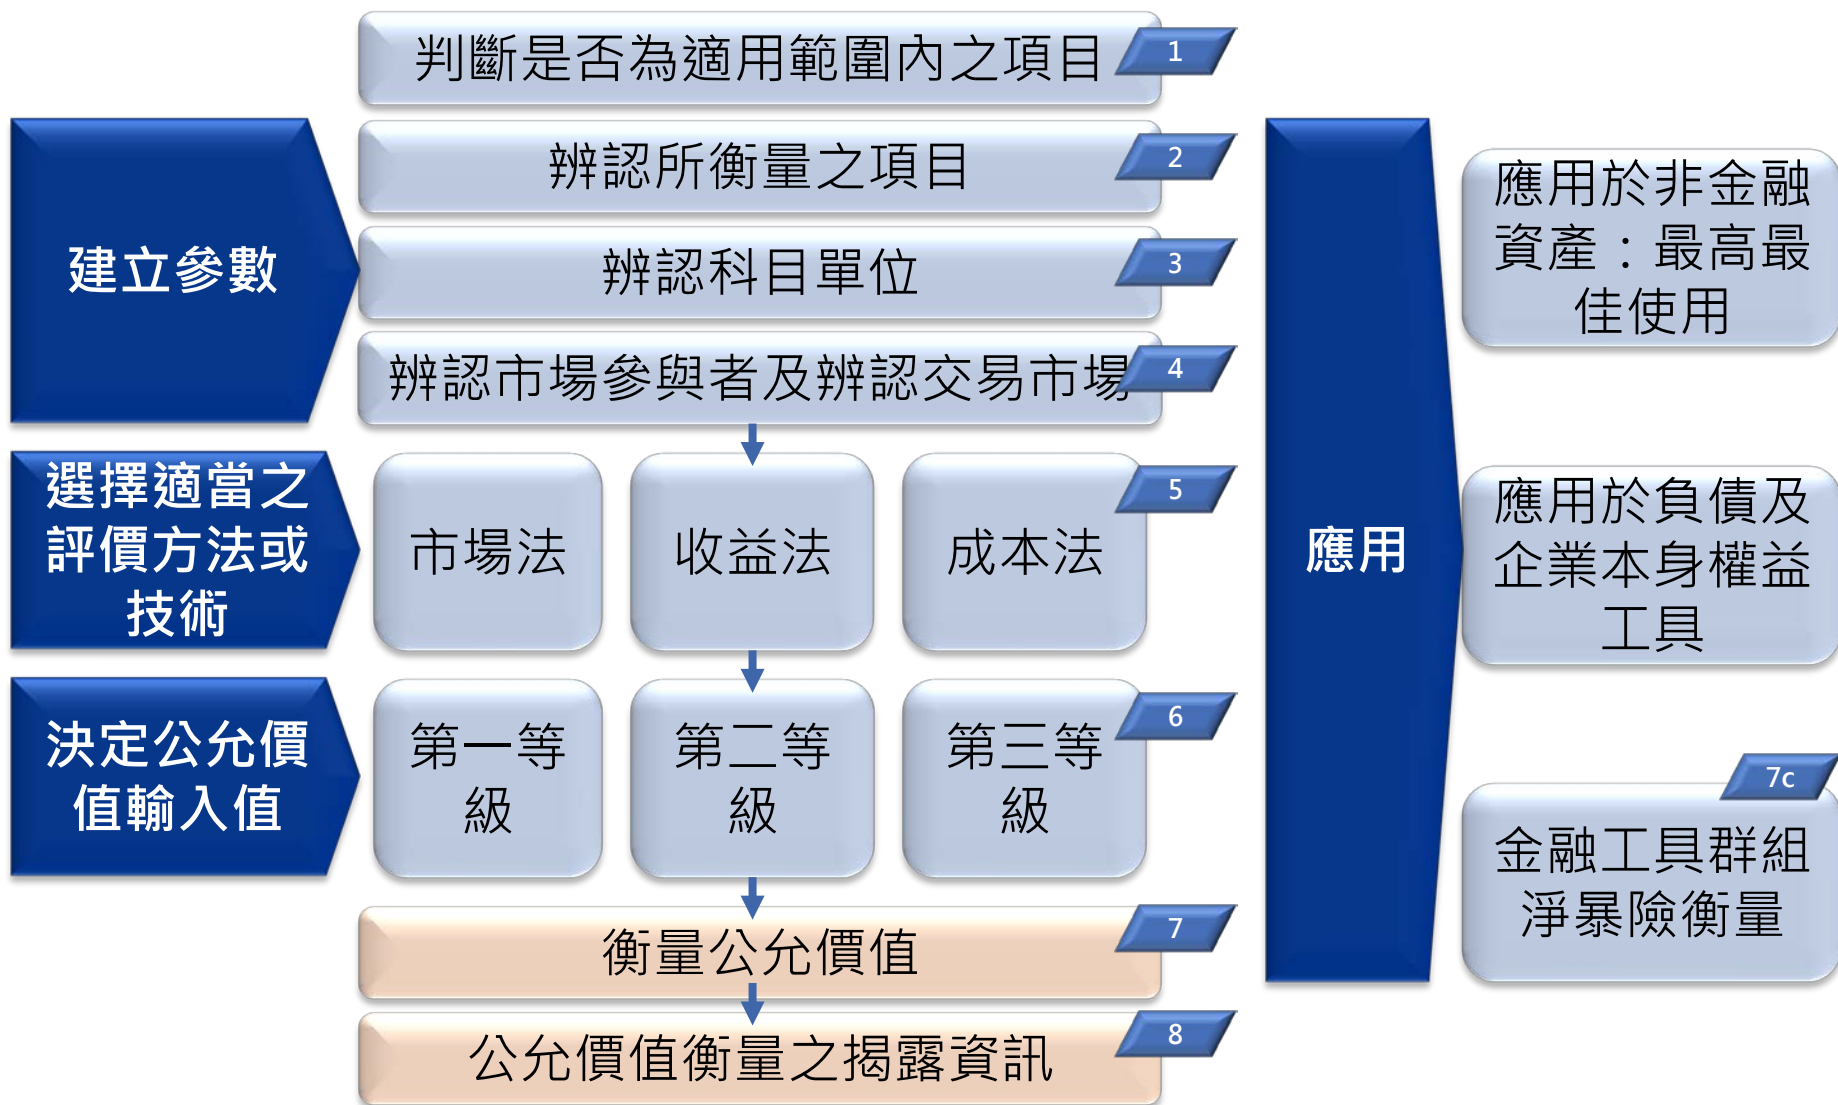 判斷是否為適用範圍內之項目
1
建立參數
辨認所衡量之項目
2
辨認科目單位
3
辨認市場參與者及辨認交易市場
4
選擇適當之
評價方法或
技術
市場法
收益法
成本法
5
決定公允價
值輸入值
第一等
級
第二等
級
第三等
級
6
衡量公允價值
7
公允價值衡量之揭露資訊
8
應用
應用於非金融
資產：最高最
佳使用
應用於負債及
企業本身權益
工具
7c
金融工具群組
淨暴險衡量